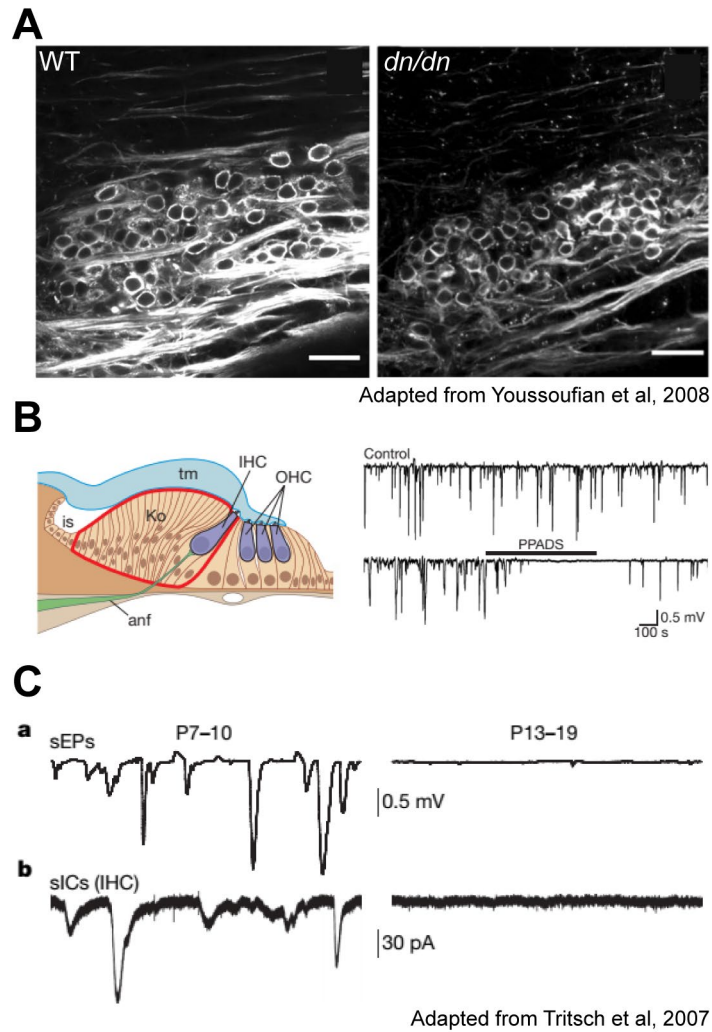 A
WT
dn/dn
Adapted from Youssoufian et al, 2008
B
tm
IHC
OHC
is
Ko
anf
Control
PPADS
0.5 mV
100 s
C
a
sEPs
P7–10
P13–19
0.5 mV
b
sICs (IHC)
30 pA
Adapted from Tritsch et al, 2007